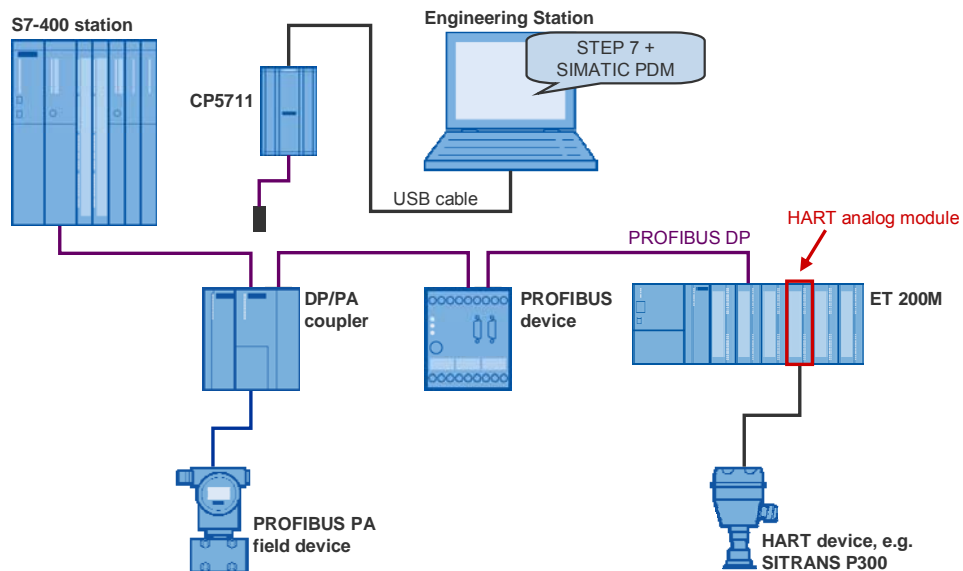 S7-400 station
Engineering Station
STEP 7 +
SIMATIC PDM
CP5711
USB cable
HART analog module
PROFIBUS DP
DP/PA
coupler
PROFIBUS
device
ET 200M
PROFIBUS PA
field device
HART device, e.g.
SITRANS P300